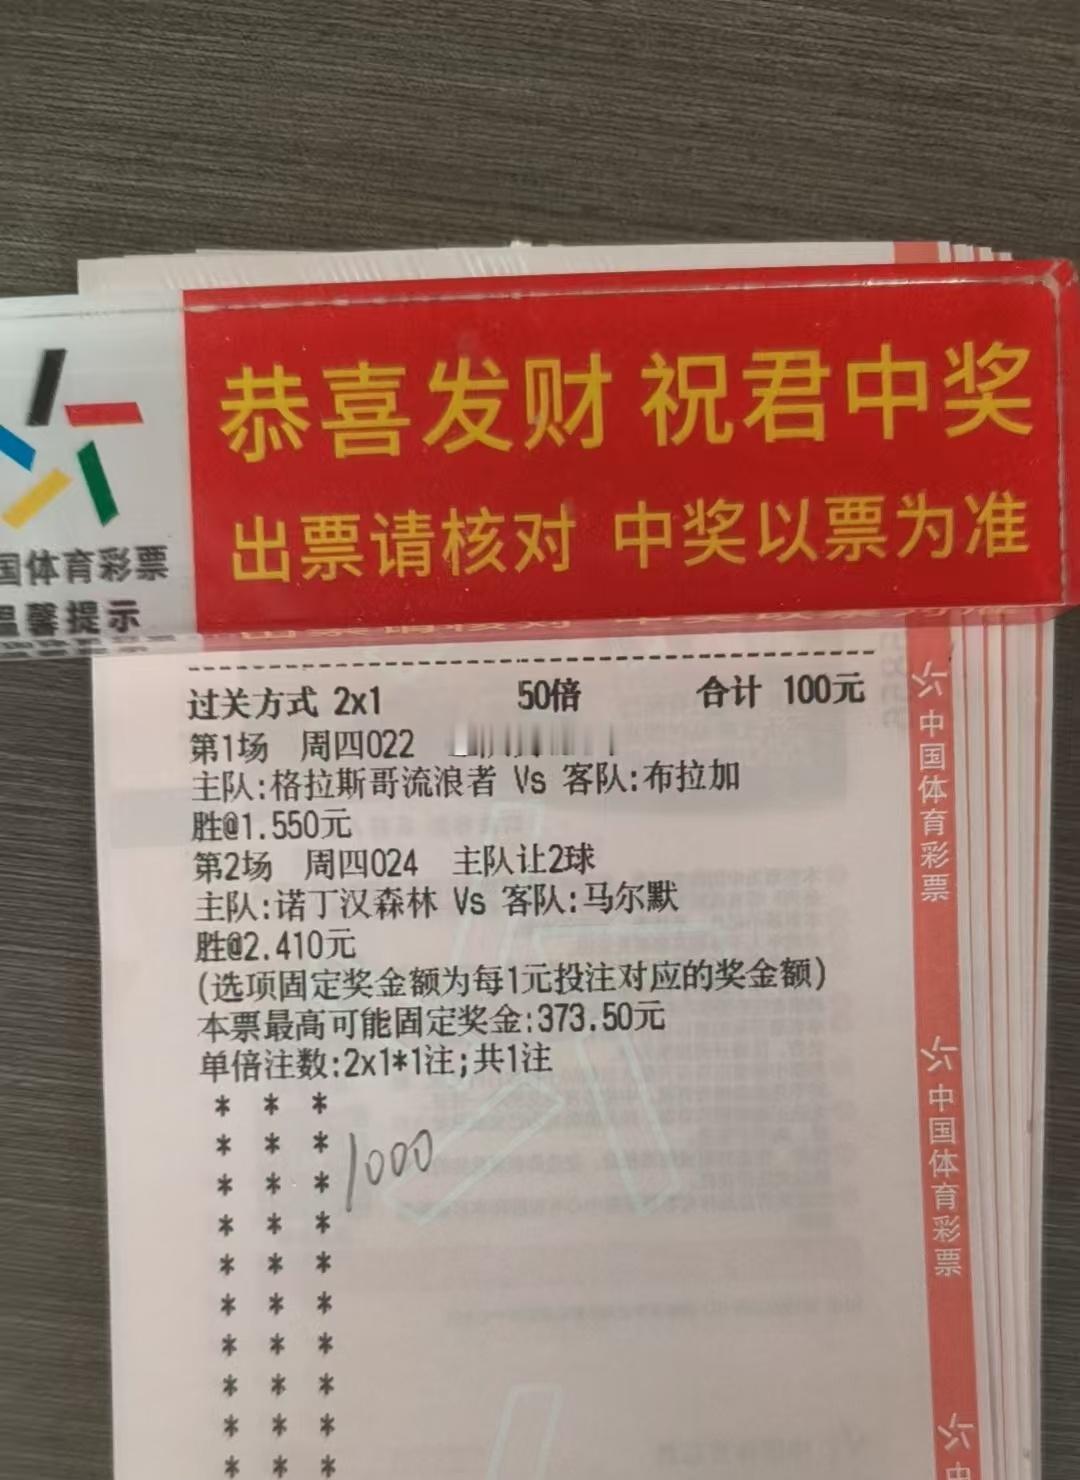 恭喜发财 祝君中奖
出票请核对 中奖以票为准
国体育彩票
温馨提示
过关方式 2x1 50倍 合计 100元
第1场 周四022
主队:格拉斯哥流浪者 Vs 客队:布拉加
胜@1.550元
第2场 周四024 主队让2球
主队:诺丁汉森林 Vs 客队:马尔默
胜@2.410元
(选项固定奖金额为每1元投注对应的奖金额)
本票最高可能固定奖金:373.50元
单倍注数:2x1*1注;共1注
* * *
* * *
* * *
1000
* * *
* * *
* * *
* * *
* * *
* * *
* * *
中国体育彩票
中国体育彩票
中